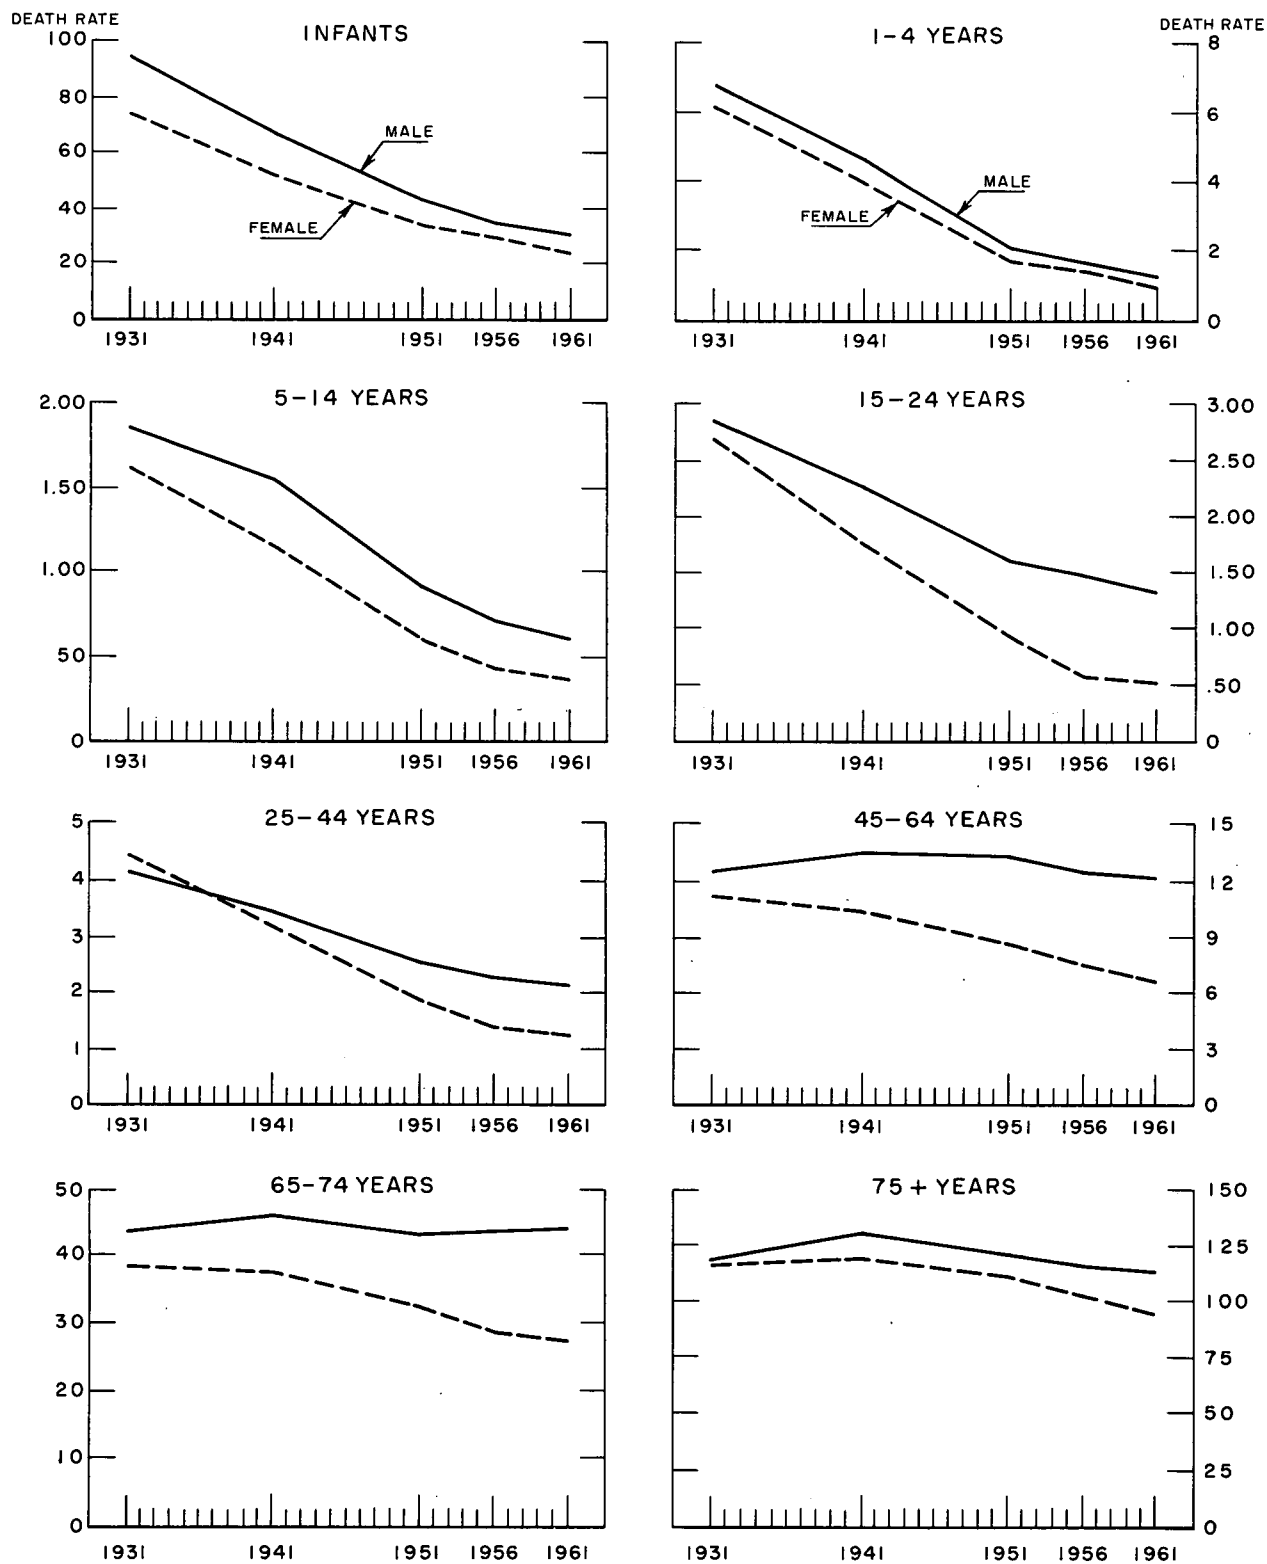 DEATH RATE
INFANTS
100
80
60
40
20
0
MALE
FEMALE
1931 1941 1951 1956 1961
1-4 YEARS
DEATH RATE
8
6
4
2
0
MALE
FEMALE
1931 1941 1951 1956 1961
5-14 YEARS
2.00
1.50
1.00
50
0
1931 1941 1951 1956 1961
15-24 YEARS
3.00
2.50
2.00
1.50
1.00
.50
0
1931 1941 1951 1956 1961
25-44 YEARS
5
4
3
2
1
0
1931 1941 1951 1956 1961
45-64 YEARS
15
12
9
6
3
0
1931 1941 1951 1956 1961
65-74 YEARS
50
40
30
20
10
0
1931 1941 1951 1956 1961
75+ YEARS
150
125
100
75
50
25
0
1931 1941 1951 1956 1961